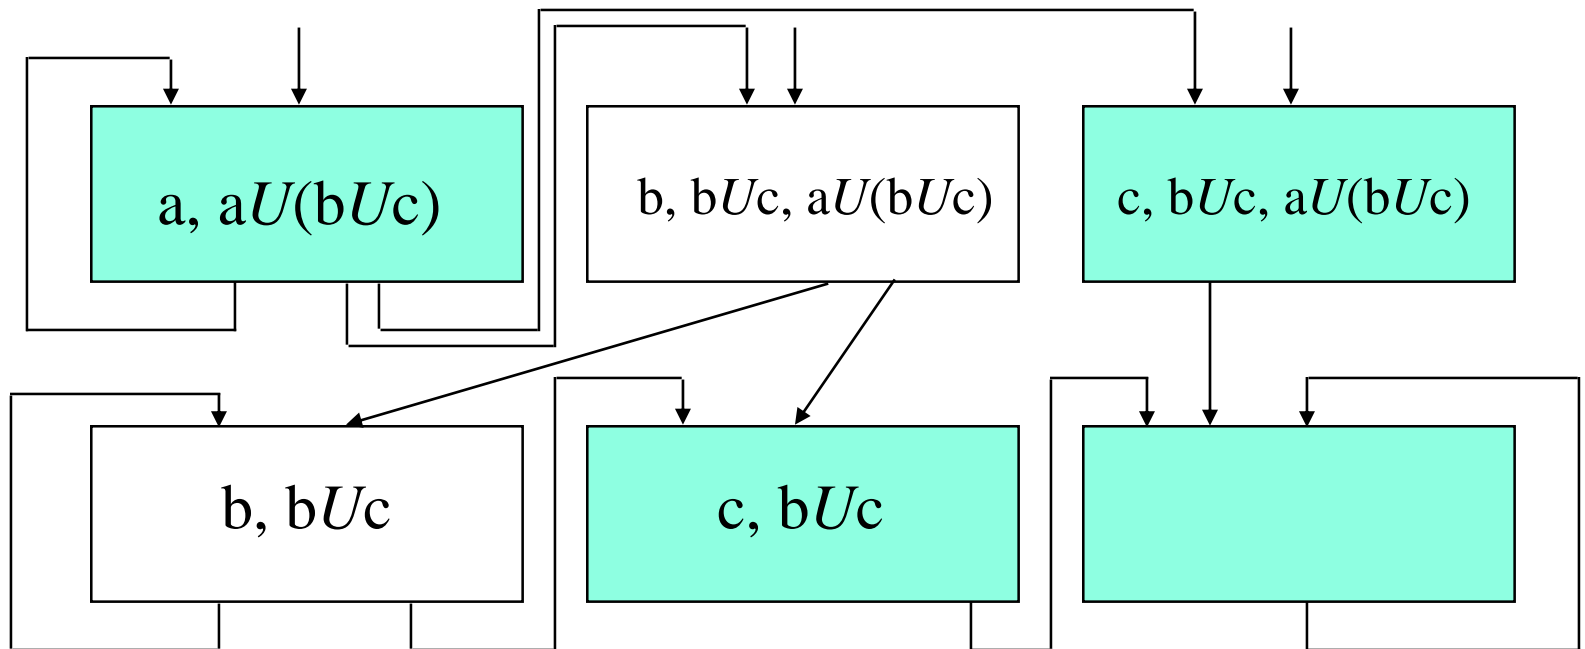 a, aU(bUc)
b, bUc, aU(bUc)
c, bUc, aU(bUc)
b, bUc
c, bUc